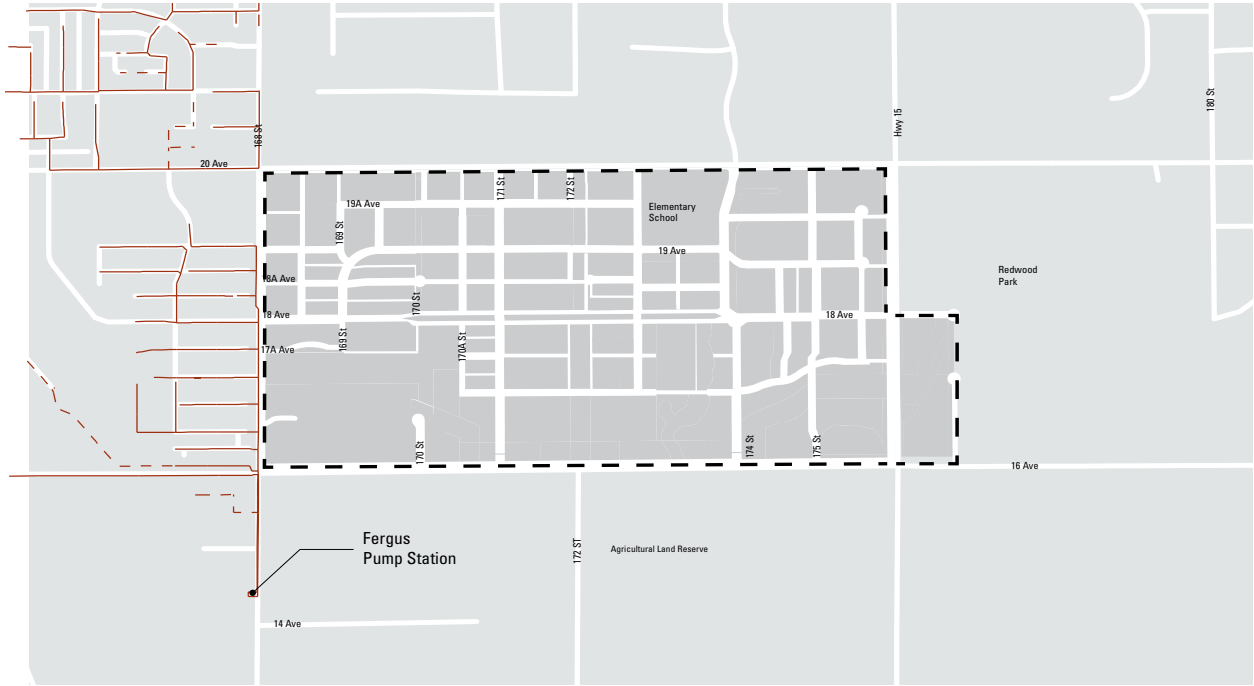 168 St
Hwy 15
180 St
20 Ave
171 St
172 St
19A Ave
169 St
Elementary
School
19 Ave
Redwood
Park
18A Ave
170 St
18 Ave
18 Ave
17A Ave
169 St
170A St
170 St
174 St
175 St
16 Ave
Fergus
Pump Station
172 ST
Agricultural Land Reserve
14 Ave